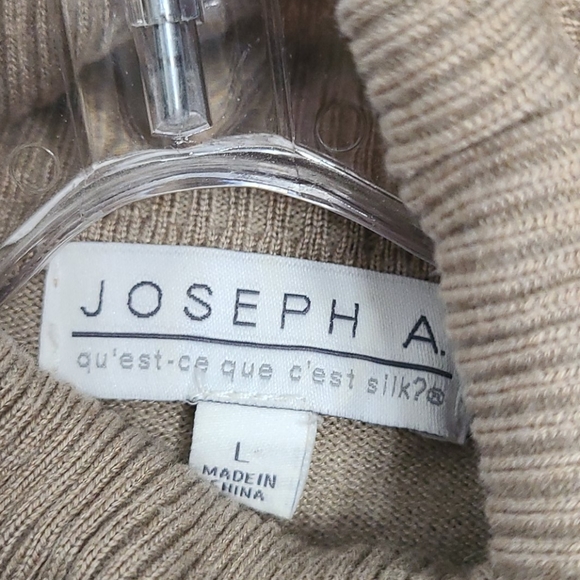 JOSEPH A.
qu'est-ce que c'est silk?®
L
MADE IN
CHINA